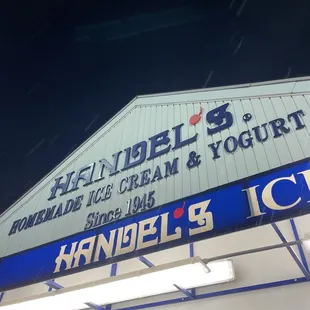 HANDEL'S.
HOMEMADE ICE CREAM & YOGURT
Since 1945
HANDEL'S ICE